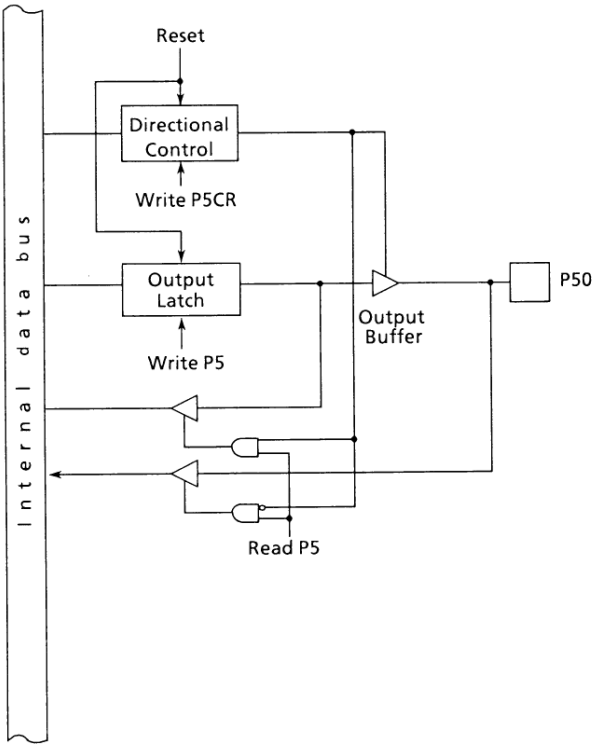 Reset
Directional
Control
Write P5CR
Internal data bus
Output
Latch
P50
Output
Buffer
Write P5
Read P5